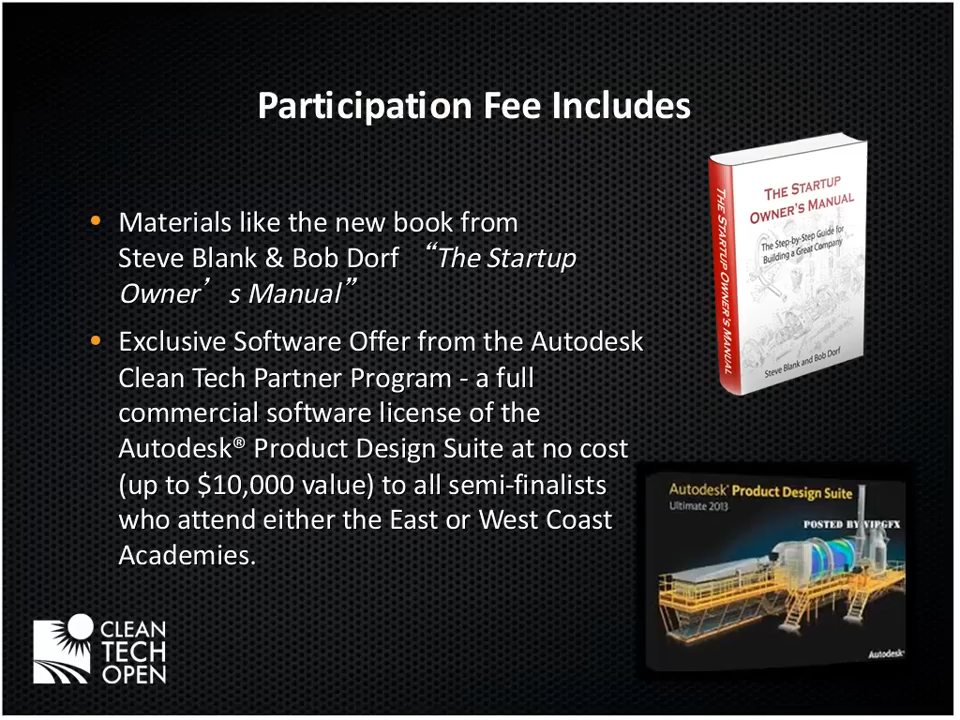 Participation Fee Includes
• Materials like the new book from
Steve Blank & Bob Dorf “The Startup
Owner’s Manual”
• Exclusive Software Offer from the Autodesk
Clean Tech Partner Program - a full
commercial software license of the
Autodesk® Product Design Suite at no cost
(up to $10,000 value) to all semi-finalists
who attend either the East or West Coast
Academies.
THE STARTUP OWNER'S MANUAL
THE STARTUP
OWNER'S MANUAL
The Step-by-Step Guide for
Building a Great Company
Steve Blank and Bob Dorf
Autodesk® Product Design Suite
Ultimate 2013
POSTED BY VIPGFX
Autodesk®
CLEAN
TECH
OPEN